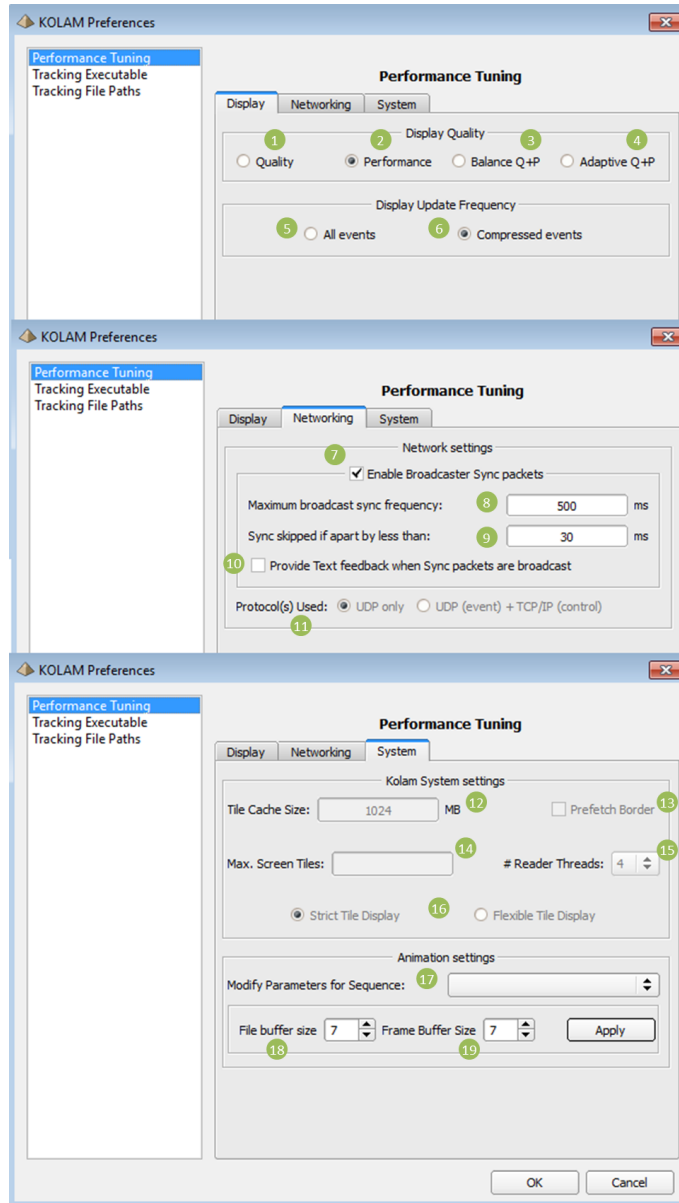 KOLAM Preferences
Performance Tuning
Tracking Executable
Tracking File Paths
Performance Tuning
Display Networking System
Display Quality
1 2 3 4
Quality Performance Balance Q+P Adaptive Q+P
Display Update Frequency
5 All events 6 Compressed events
KOLAM Preferences
Performance Tuning
Tracking Executable
Tracking File Paths
Performance Tuning
Display Networking System
Network settings
7
Enable Broadcaster Sync packets
Maximum broadcast sync frequency: 8 500 ms
Sync skipped if apart by less than: 9 30 ms
10 Provide Text feedback when Sync packets are broadcast
Protocol(s) Used: UDP only UDP (event) + TCP/IP (control)
11
KOLAM Preferences
Performance Tuning
Tracking Executable
Tracking File Paths
Performance Tuning
Display Networking System
Kolam System settings
Tile Cache Size: 1024 MB 12 Prefetch Border 13
14 15
Max. Screen Tiles: # Reader Threads: 4
Strict Tile Display 16 Flexible Tile Display
Animation settings
Modify Parameters for Sequence: 17
File buffer size 7 Frame Buffer Size 7 Apply
18 19
OK Cancel